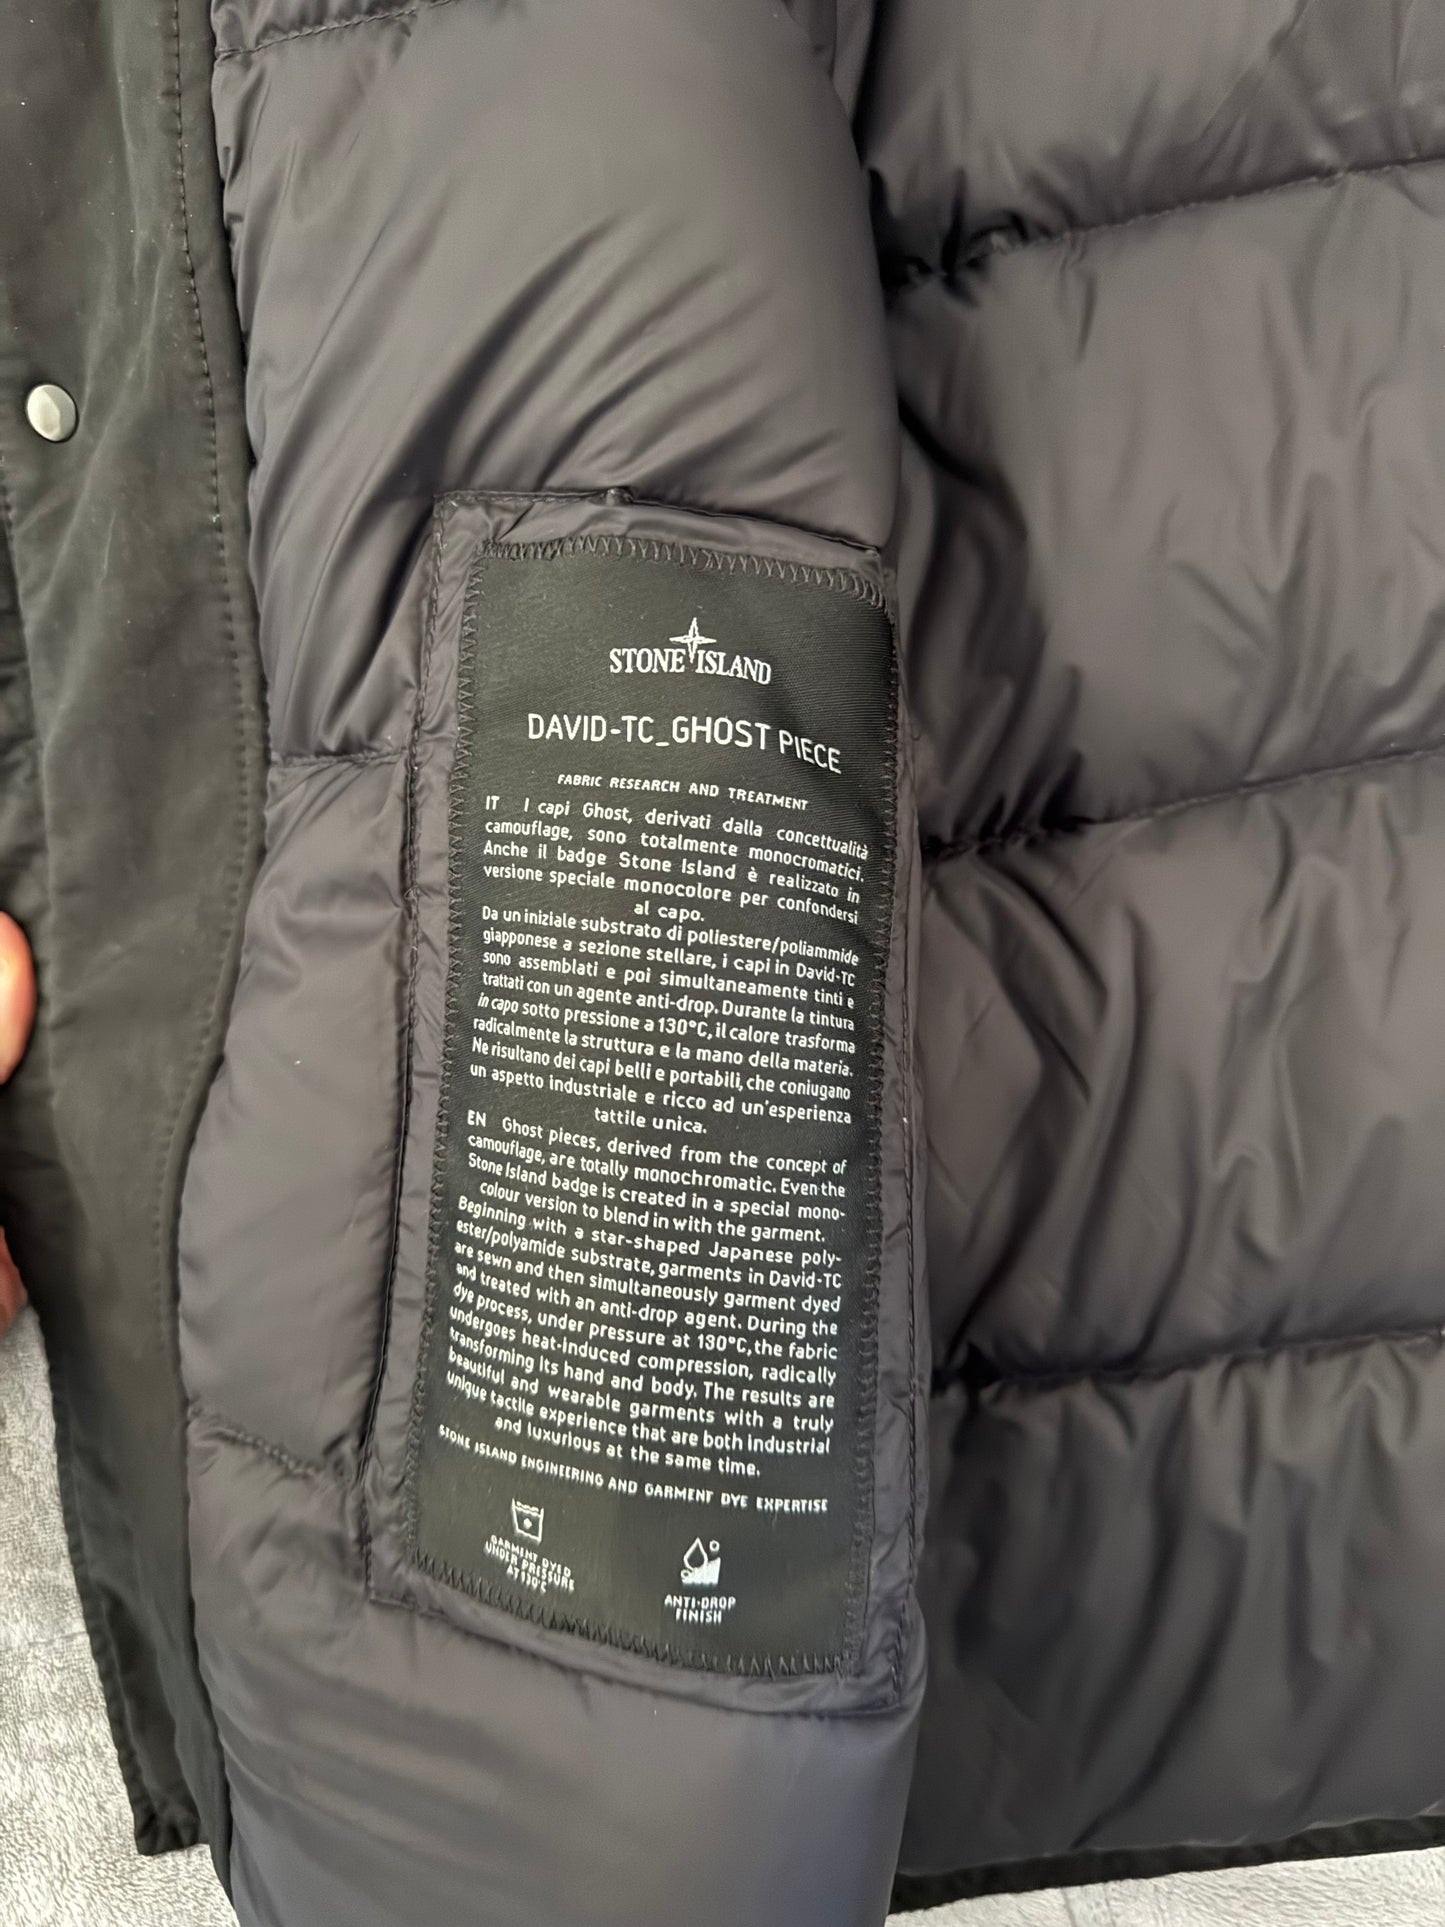 STONE ISLAND
DAVID-TC_GHOST PIECE
FABRIC RESEARCH AND TREATMENT
IT I capi Ghost, derivati dalla concettualità
camouflage, sono totalmente monocromatici.
Anche il badge Stone Island è realizzato in
versione speciale monocolore per confondersi
al capo.
Da un iniziale substrato di poliestere/poliammide
giapponese a sezione stellare, i capi in David-TC
sono assemblati e poi simultaneamente tinti e
trattati con un agente anti-drop. Durante la tintura
in capo sotto pressione a 130°C, il calore trasforma
radicalmente la struttura e la mano della materia.
Ne risultano dei capi belli e portabili, che coniugano
un aspetto industriale e ricco ad un'esperienza
tattile unica.
EN Ghost pieces, derived from the concept of
camouflage, are totally monochromatic. Even the
Stone Island badge is created in a special mono-
colour version to blend in with the garment.
Beginning with a star-shaped Japanese poly-
ester/polyamide substrate, garments in David-TC
are sewn and then simultaneously garment dyed
and treated with an anti-drop agent. During the
dye process, under pressure at 130°C, the fabric
undergoes heat-induced compression, radically
transforming its hand and body. The results are
beautiful and wearable garments with a truly
unique tactile experience that are both industrial
and luxurious at the same time.
STONE ISLAND ENGINEERING AND GARMENT DYE EXPERTISE
GARMENT DYED
UNDER PRESSURE
AT 130°C
ANTI-DROP
FINISH